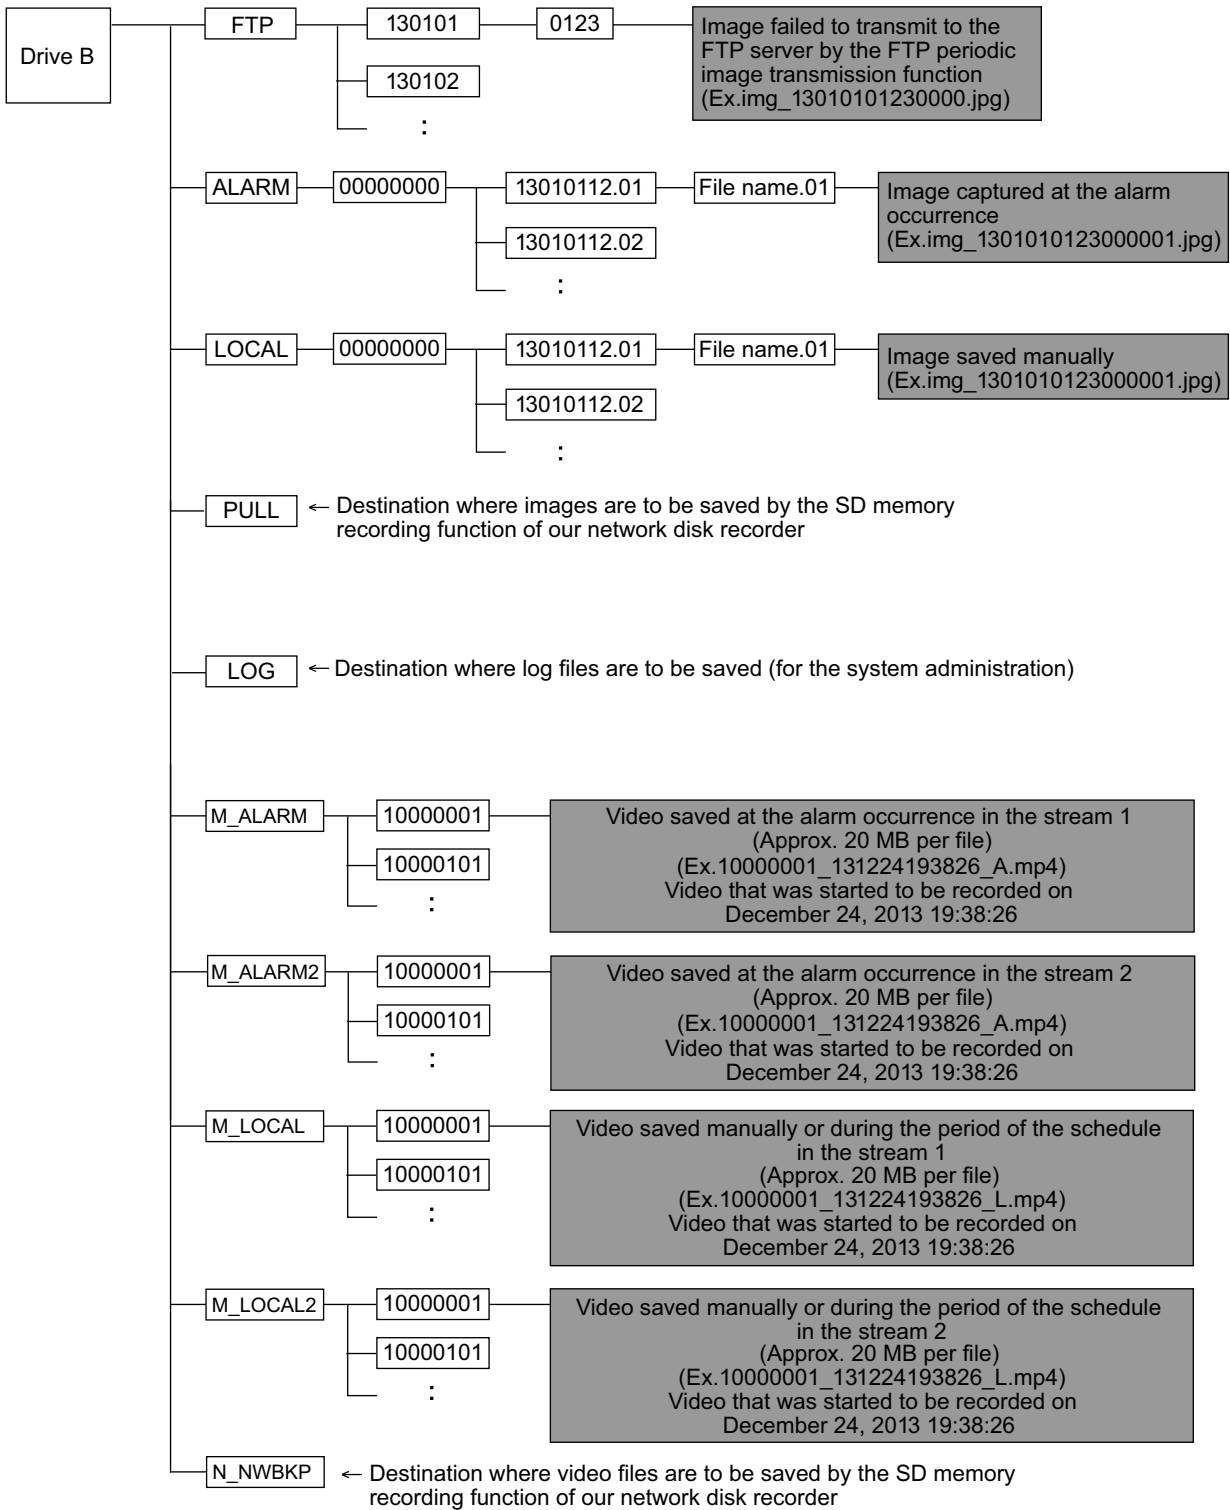 Drive B
FTP
130101
0123
Image failed to transmit to the
FTP server by the FTP periodic
image transmission function
(Ex.img_13010101230000.jpg)
130102
:
ALARM
00000000
13010112.01
File name.01
Image captured at the alarm
occurrence
(Ex.img_1301010123000001.jpg)
13010112.02
:
LOCAL
00000000
13010112.01
File name.01
Image saved manually
(Ex.img_1301010123000001.jpg)
13010112.02
:
PULL
← Destination where images are to be saved by the SD memory
recording function of our network disk recorder
LOG
← Destination where log files are to be saved (for the system administration)
M_ALARM
10000001
Video saved at the alarm occurrence in the stream 1
(Approx. 20 MB per file)
(Ex.10000001_131224193826_A.mp4)
Video that was started to be recorded on
December 24, 2013 19:38:26
10000101
:
M_ALARM2
10000001
Video saved at the alarm occurrence in the stream 2
(Approx. 20 MB per file)
(Ex.10000001_131224193826_A.mp4)
Video that was started to be recorded on
December 24, 2013 19:38:26
10000101
:
M_LOCAL
10000001
Video saved manually or during the period of the schedule
in the stream 1
(Approx. 20 MB per file)
(Ex.10000001_131224193826_L.mp4)
Video that was started to be recorded on
December 24, 2013 19:38:26
10000101
:
M_LOCAL2
10000001
Video saved manually or during the period of the schedule
in the stream 2
(Approx. 20 MB per file)
(Ex.10000001_131224193826_L.mp4)
Video that was started to be recorded on
December 24, 2013 19:38:26
10000101
:
N_NWBKP
← Destination where video files are to be saved by the SD memory
recording function of our network disk recorder